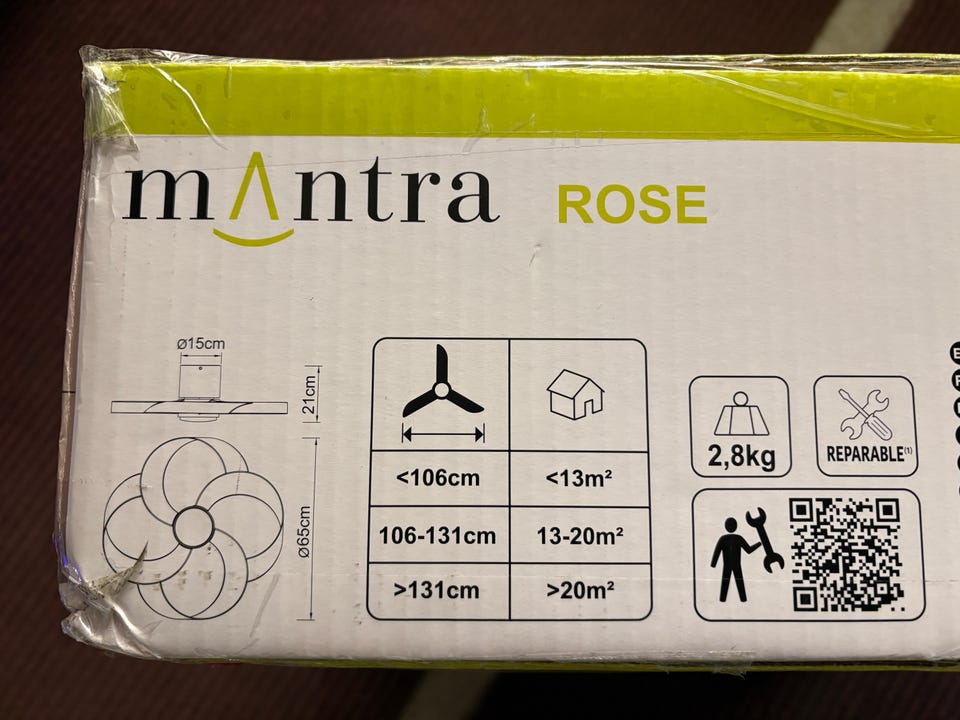 mantra ROSE
Ø15cm
21cm
Ø65cm
<106cm <13m²
106-131cm 13-20m²
>131cm >20m²
2,8kg
REPARABLE⁽¹⁾